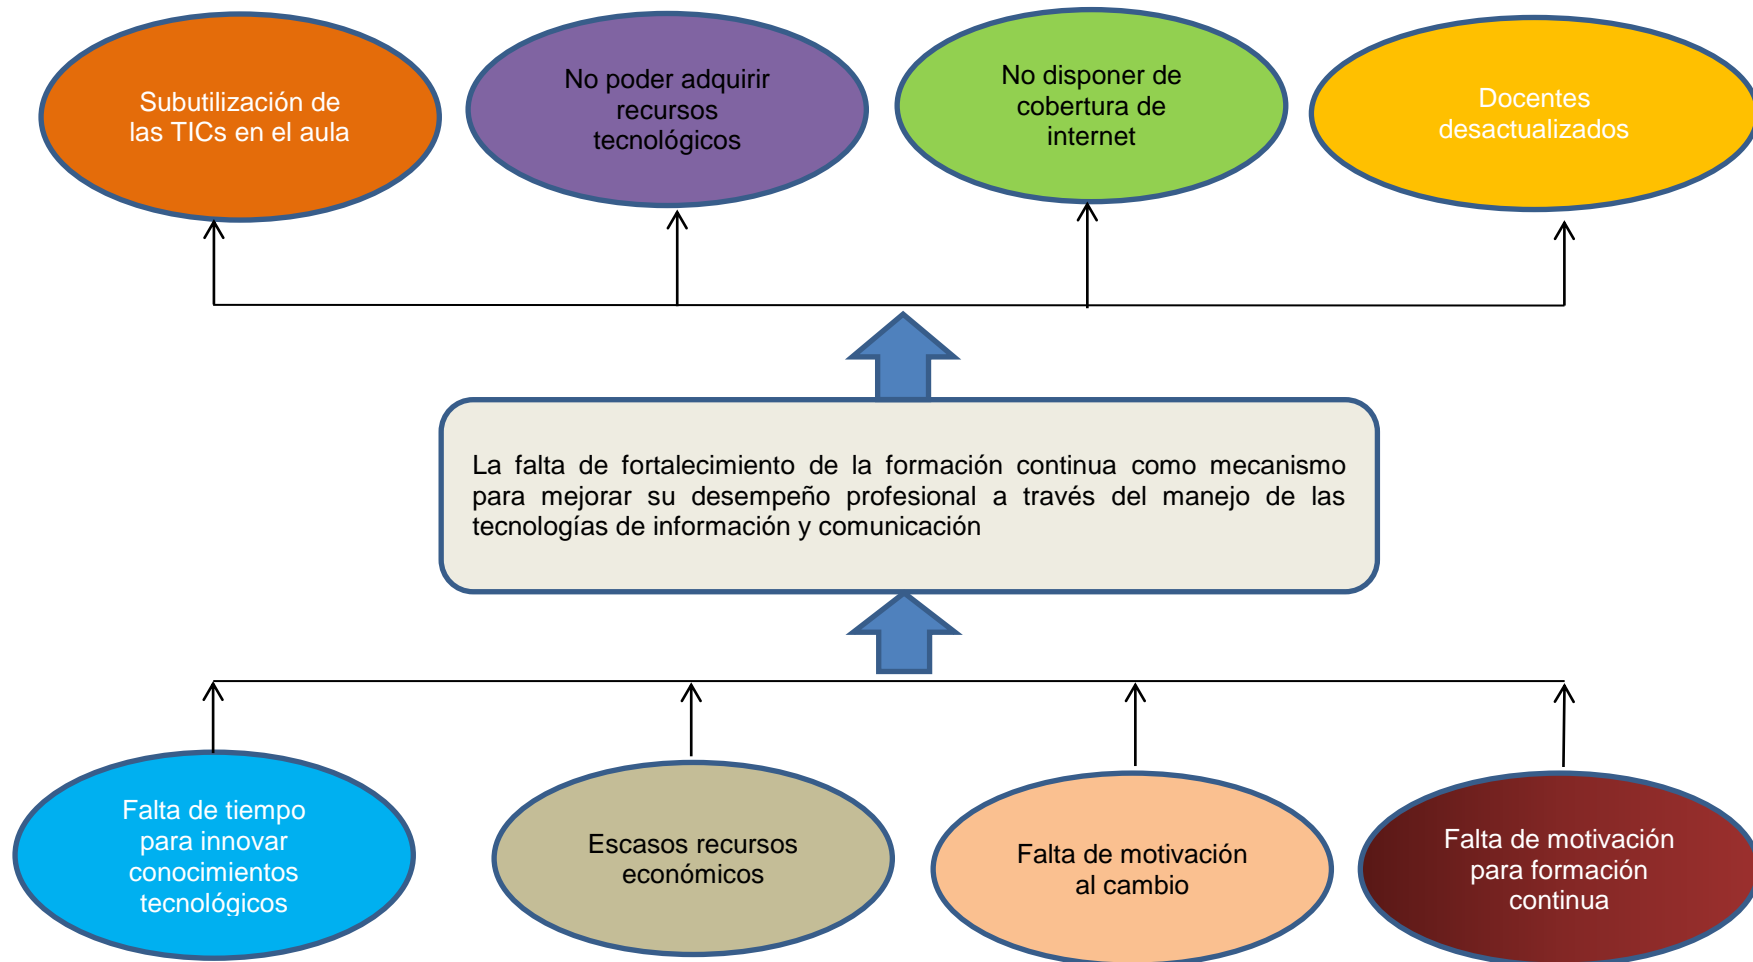 Subutilización de
las TICs en el aula
No poder adquirir
recursos
tecnológicos
No disponer de
cobertura de
internet
Docentes
desactualizados
La falta de fortalecimiento de la formación continua como mecanismo
para mejorar su desempeño profesional a través del manejo de las
tecnologías de información y comunicación
Falta de tiempo
para innovar
conocimientos
tecnológicos
Escasos recursos
económicos
Falta de motivación
al cambio
Falta de motivación
para formación
continua